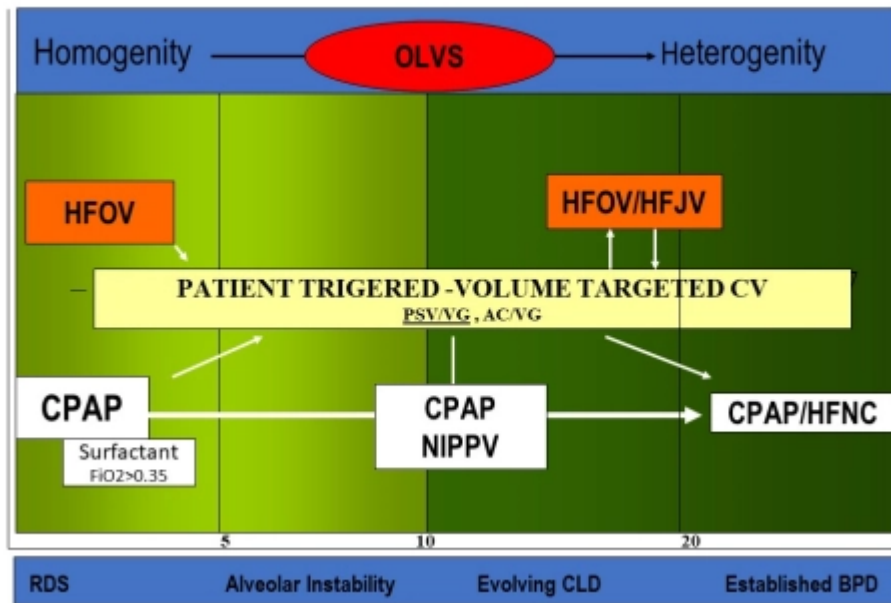 Homogenity OLVS Heterogenity
HFOV
HFOV/HFJV
PATIENT TRIGERED -VOLUME TARGETED CV
PSV/VG , AC/VG
CPAP
Surfactant
FiO2>0.35
CPAP
NIPPV
CPAP/HFNC
5 10 20
RDS Alveolar Instability Evolving CLD Established BPD